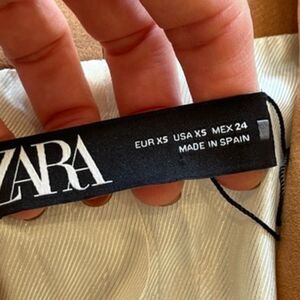 ZARA
EUR XS USA XS MEX 24
MADE IN SPAIN